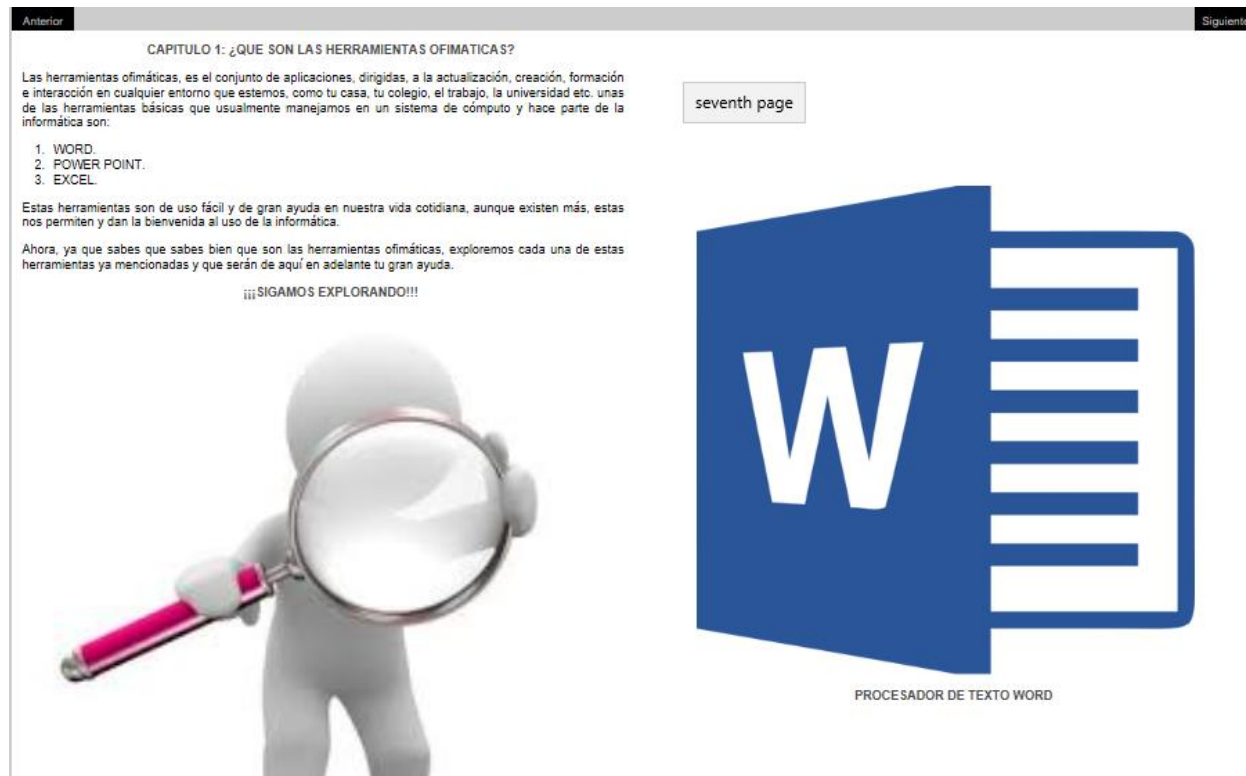 Anterior
Siguiente
CAPITULO 1: ¿QUE SON LAS HERRAMIENTAS OFIMATICAS?
Las herramientas ofimáticas, es el conjunto de aplicaciones, dirigidas, a la actualización, creación, formación
e interacción en cualquier entorno que estemos, como tu casa, tu colegio, el trabajo, la universidad etc. unas
de las herramientas básicas que usualmente manejamos en un sistema de cómputo y hace parte de la
informática son:
1. WORD.
2. POWER POINT.
3. EXCEL.
Estas herramientas son de uso fácil y de gran ayuda en nuestra vida cotidiana, aunque existen más, estas
nos permiten y dan la bienvenida al uso de la informática.
Ahora, ya que sabes que sabes bien que son las herramientas ofimáticas, exploremos cada una de estas
herramientas ya mencionadas y que serán de aquí en adelante tu gran ayuda.
¡¡¡SIGAMOS EXPLORANDO!!!
seventh page
W
PROCESADOR DE TEXTO WORD